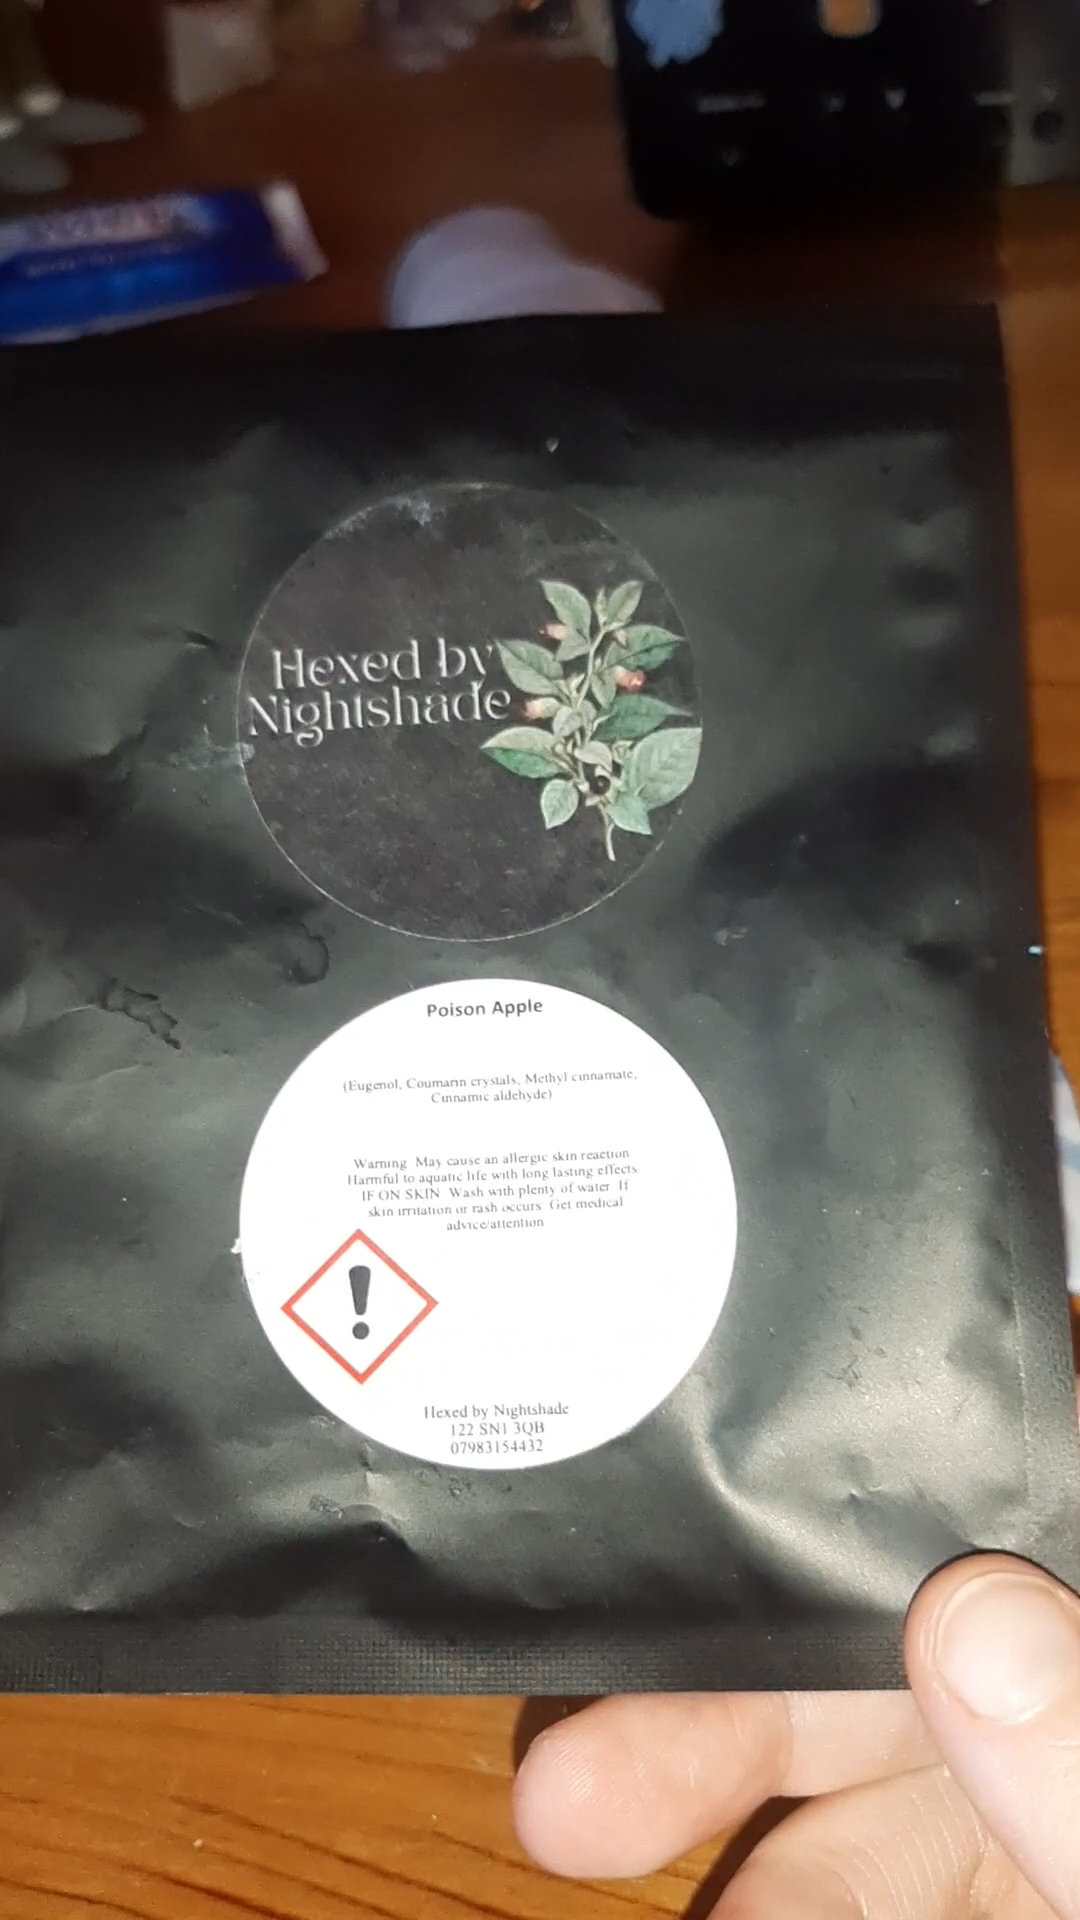 Hexed by
Nightshade
Poison Apple
(Eugenol, Coumarin crystals, Methyl cinnamate,
Cinnamic aldehyde)
Warning May cause an allergic skin reaction
Harmful to aquatic life with long lasting effects
IF ON SKIN Wash with plenty of water If
skin irritation or rash occurs Get medical
advice/attention
Hexed by Nightshade
122 SN1 3QB
07983154432